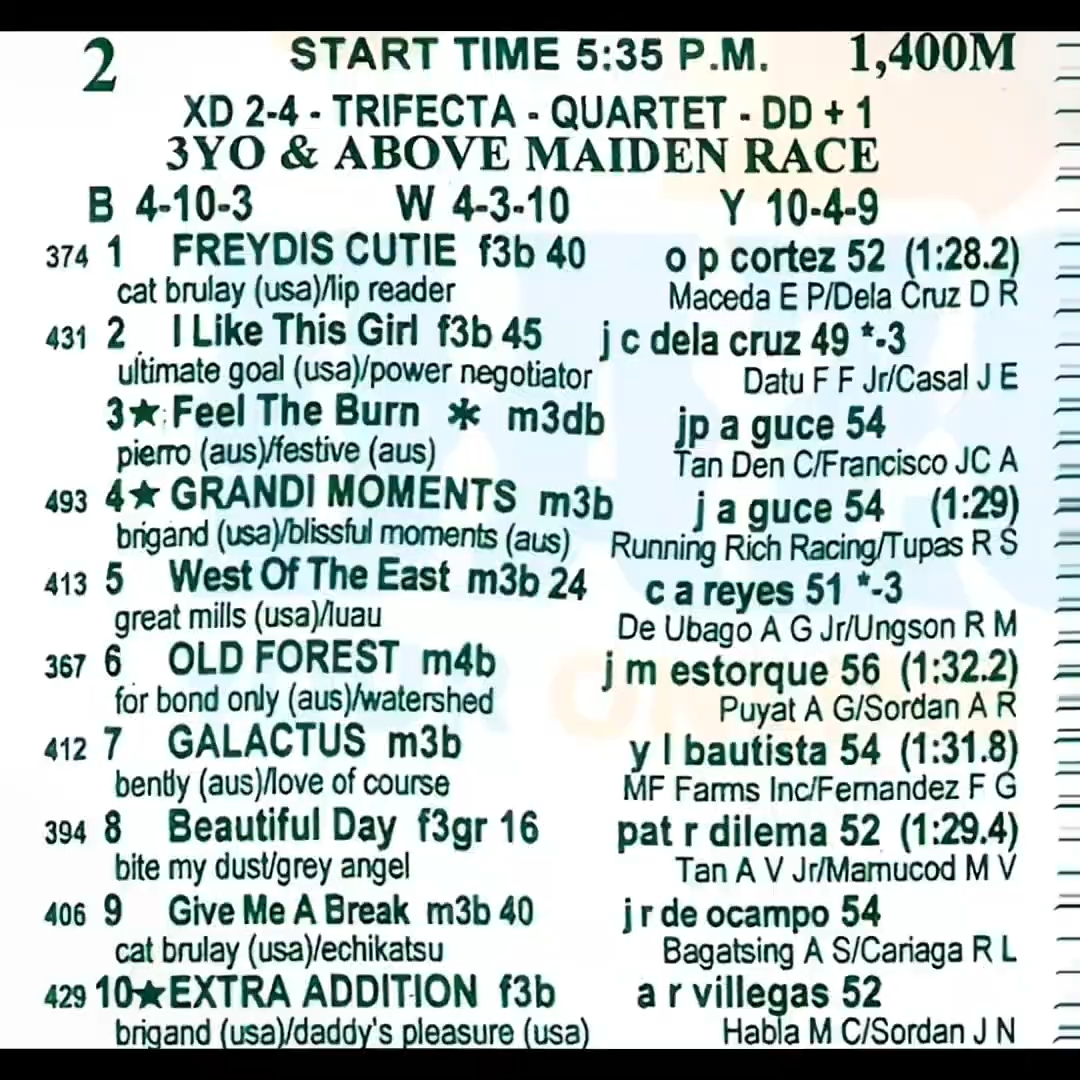 2 START TIME 5:35 P.M. 1,400M
XD 2-4 - TRIFECTA - QUARTET - DD + 1
3YO & ABOVE MAIDEN RACE
B 4-10-3 W 4-3-10 Y 10-4-9
374 1 FREYDIS CUTIE f3b 40 o p cortez 52 (1:28.2)
cat brulay (usa)/lip reader Maceda E P/Dela Cruz D R
431 2 I Like This Girl f3b 45 j c dela cruz 49 *-3
ultimate goal (usa)/power negotiator Datu F F Jr/Casal J E
3★ Feel The Burn * m3db jp a guce 54
pierro (aus)/festive (aus) Tan Den C/Francisco JC A
493 4★ GRANDI MOMENTS m3b j a guce 54 (1:29)
brigand (usa)/blissful moments (aus) Running Rich Racing/Tupas R S
413 5 West Of The East m3b 24 c a reyes 51 *-3
great mills (usa)/luau De Ubago A G Jr/Ungson R M
367 6 OLD FOREST m4b j m estorque 56 (1:32.2)
for bond only (aus)/watershed Puyat A G/Sordan A R
412 7 GALACTUS m3b y l bautista 54 (1:31.8)
bently (aus)/love of course MF Farms Inc/Fernandez F G
394 8 Beautiful Day f3gr 16 pat r dilema 52 (1:29.4)
bite my dust/grey angel Tan A V Jr/Mamucod M V
406 9 Give Me A Break m3b 40 j r de ocampo 54
cat brulay (usa)/echikatsu Bagatsing A S/Cariaga R L
429 10★ EXTRA ADDITION f3b a r villegas 52
brigand (usa)/daddy's pleasure (usa) Habla M C/Sordan J N